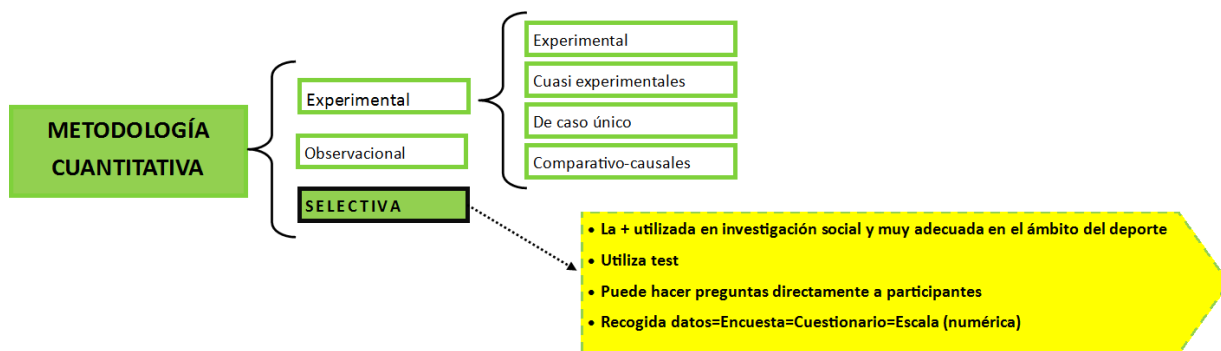 METODOLOGÍA
CUANTITATIVA
Experimental
Observacional
SELECTIVA
Experimental
Cuasi experimentales
De caso único
Comparativo-causales
• La + utilizada en investigación social y muy adecuada en el ámbito del deporte
• Utiliza test
• Puede hacer preguntas directamente a participantes
• Recogida datos=Encuesta=Cuestionario=Escala (numérica)